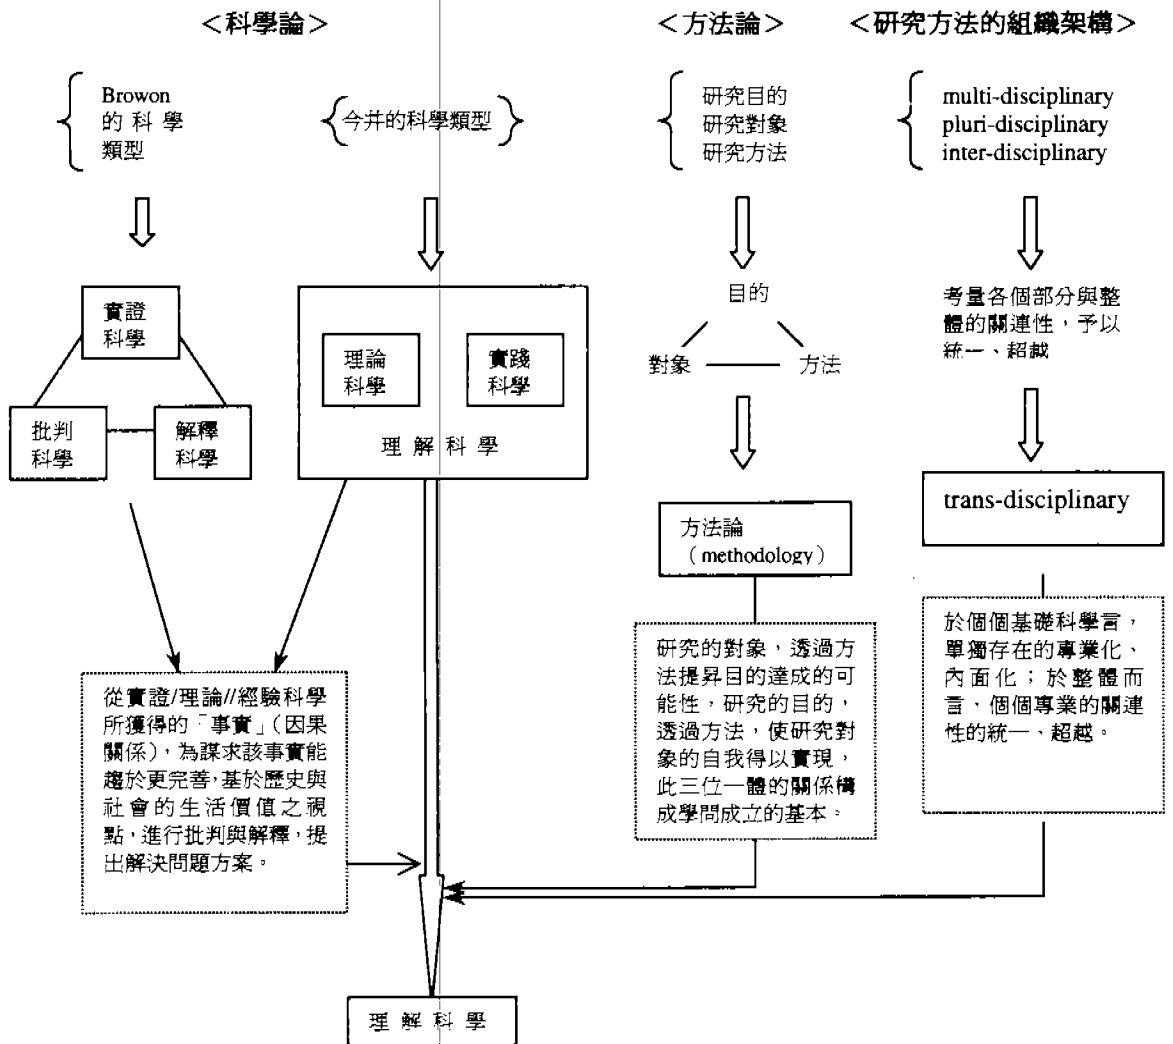 ＜科學論＞
＜方法論＞
＜研究方法的組織架構＞
Browon
的科學
類型
今井的科學類型
研究目的
研究對象
研究方法
multi-disciplinary
pluri-disciplinary
inter-disciplinary
實證
科學
批判
科學
解釋
科學
理論
科學
實踐
科學
理解科學
目的
對象
方法
考量各個部分與整
體的關連性，予以
統一、超越
方法論
（methodology）
trans-disciplinary
從實證/理論//經驗科學
所獲得的「事實」（因果
關係），為謀求該事實能
趨於更完善，基於歷史與
社會的生活價值之視
點，進行批判與解釋，提
出解決問題方案。
研究的對象，透過方
法提昇目的達成的可
能性，研究的目的，
透過方法，使研究對
象的自我得以實現，
此三位一體的關係構
成學問成立的基本。
於個個基礎科學言，
單獨存在的專業化、
內面化；於整體而
言，個個專業的關連
性的統一、超越。
理解科學